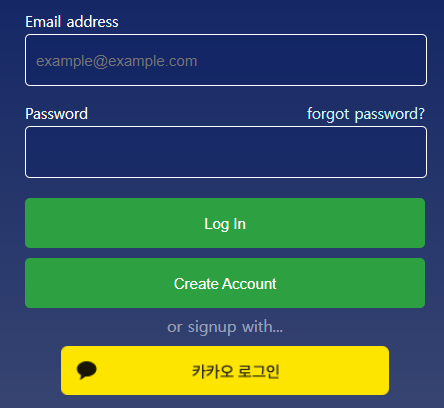 Email address
example@example.com
Password forgot password?
Log In
Create Account
or signup with...
카카오 로그인